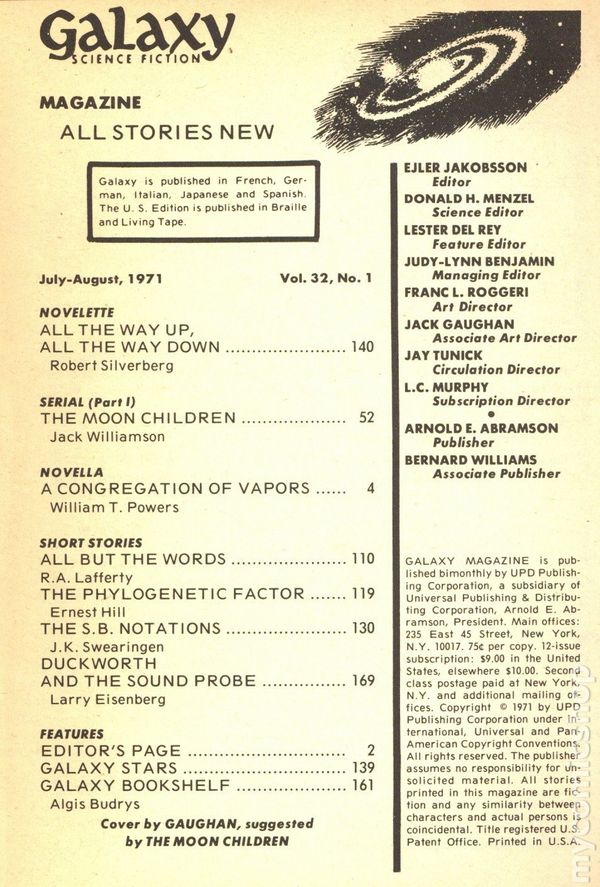 Galaxy
SCIENCE FICTION
MAGAZINE
ALL STORIES NEW
Galaxy is published in French, Ger-
man, Italian, Japanese and Spanish.
The U. S. Edition is published in Braille
and Living Tape.
July-August, 1971 Vol. 32, No. 1
NOVELETTE
ALL THE WAY UP,
ALL THE WAY DOWN .................... 140
Robert Silverberg
SERIAL (Part I)
THE MOON CHILDREN .................. 52
Jack Williamson
NOVELLA
A CONGREGATION OF VAPORS ...... 4
William T. Powers
SHORT STORIES
ALL BUT THE WORDS ................... 110
R.A. Lafferty
THE PHYLOGENETIC FACTOR ....... 119
Ernest Hill
THE S.B. NOTATIONS .................... 130
J.K. Swearingen
DUCKWORTH
AND THE SOUND PROBE .............. 169
Larry Eisenberg
FEATURES
EDITOR'S PAGE .......................... 2
GALAXY STARS .......................... 139
GALAXY BOOKSHELF ................... 161
Algis Budrys
Cover by GAUGHAN, suggested
by THE MOON CHILDREN
EJLER JAKOBSSON
Editor
DONALD H. MENZEL
Science Editor
LESTER DEL REY
Feature Editor
JUDY-LYNN BENJAMIN
Managing Editor
FRANC L. ROGGERI
Art Director
JACK GAUGHAN
Associate Art Director
JAY TUNICK
Circulation Director
L.C. MURPHY
Subscription Director
•
ARNOLD E. ABRAMSON
Publisher
BERNARD WILLIAMS
Associate Publisher
GALAXY MAGAZINE is pub-
lished bimonthly by UPD Publish-
ing Corporation, a subsidiary of
Universal Publishing & Distribu-
ting Corporation, Arnold E. Ab-
ramson, President. Main offices:
235 East 45 Street, New York,
N.Y. 10017. 75¢ per copy. 12-issue
subscription: $9.00 in the United
States, elsewhere $10.00. Second
class postage paid at New York,
N.Y. and additional mailing of-
fices. Copyright © 1971 by UPD
Publishing Corporation under In-
ternational, Universal and Pan-
American Copyright Conventions.
All rights reserved. The publisher
assumes no responsibility for un-
solicited material. All stories
printed in this magazine are fic-
tion and any similarity between
characters and actual persons is
coincidental. Title registered U.S.
Patent Office. Printed in U.S.A.
mycomicshop